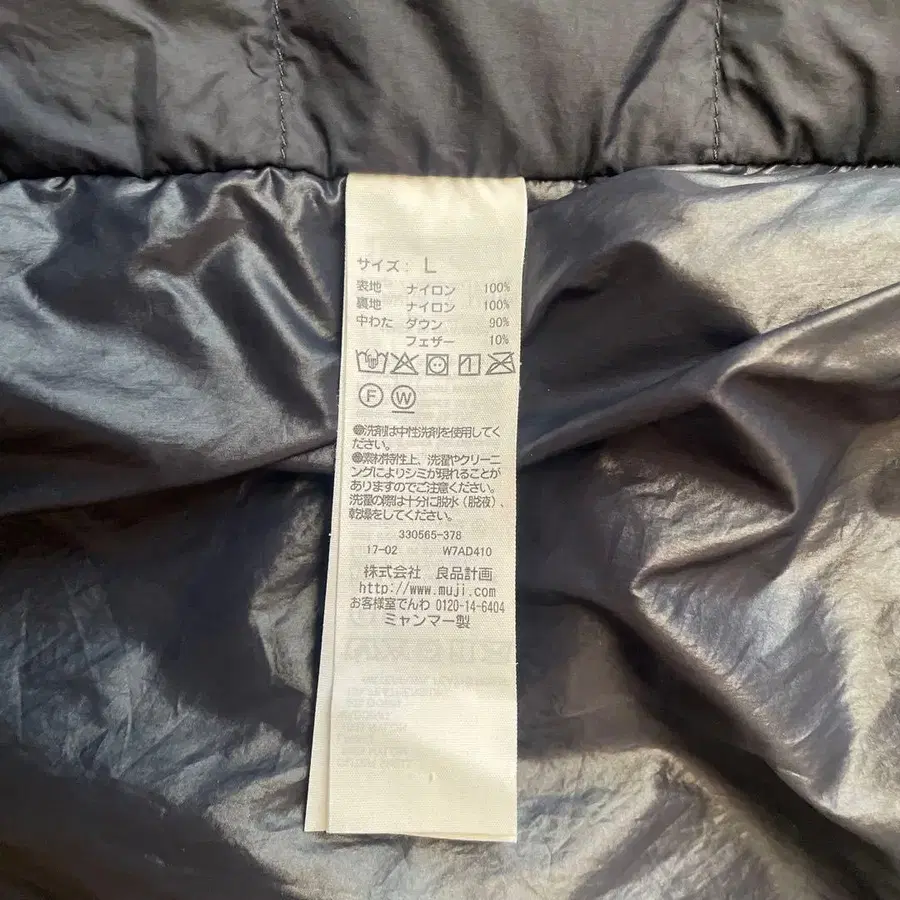 サイズ: L
表地 ナイロン 100%
裏地 ナイロン 100%
中わた ダウン 90%
フェザー 10%
F W
●洗剤は中性洗剤を使用してく
ださい。
●素材特性上、洗濯やクリーニ
ングによりシミが現れることが
ありますのでご注意ください。
洗濯の際は十分に脱水(脱液)、
乾燥をしてください。
330565-378
17-02 W7AD410
株式会社 良品計画
http://www.muji.com
お客様室でんわ 0120-14-6404
ミャンマー製